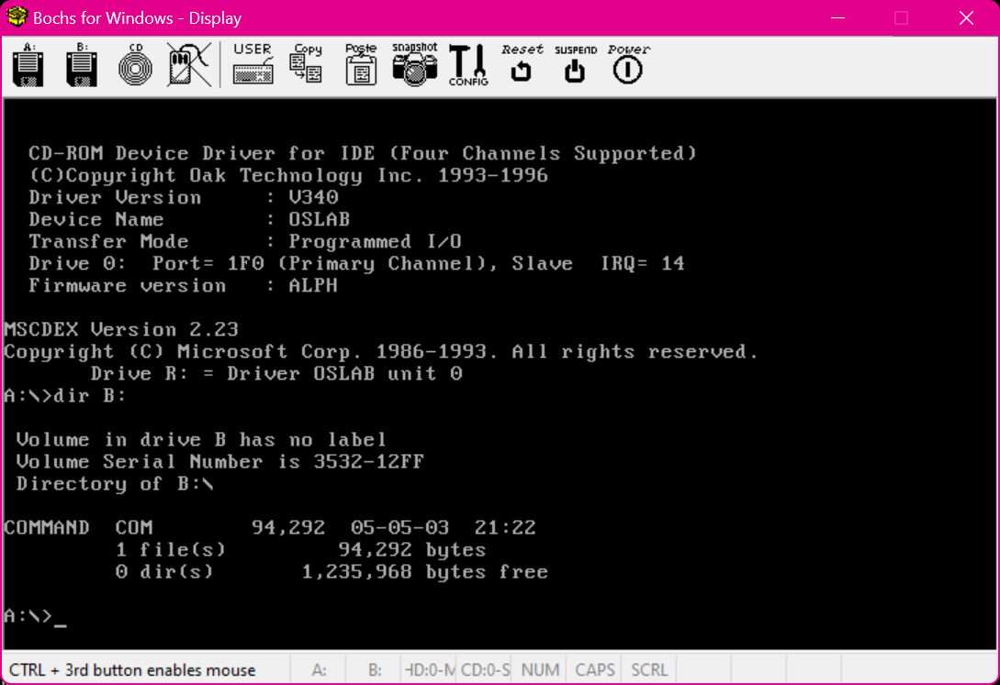 Bochs for Windows - Display
A: B: CD USER Copy Paste snapshot CONFIG Reset SUSPEND Power
CD-ROM Device Driver for IDE (Four Channels Supported)
(C)Copyright Oak Technology Inc. 1993-1996
Driver Version : V340
Device Name : OSLAB
Transfer Mode : Programmed I/O
Drive 0: Port= 1F0 (Primary Channel), Slave IRQ= 14
Firmware version : ALPH
MSCDEX Version 2.23
Copyright (C) Microsoft Corp. 1986-1993. All rights reserved.
Drive R: = Driver OSLAB unit 0
A:\>dir B:
Volume in drive B has no label
Volume Serial Number is 3532-12FF
Directory of B:\
COMMAND COM 94,292 05-05-03 21:22
1 file(s) 94,292 bytes
0 dir(s) 1,235,968 bytes free
A:\>_
CTRL + 3rd button enables mouse A: B: HD:0-M CD:0-S NUM CAPS SCRL